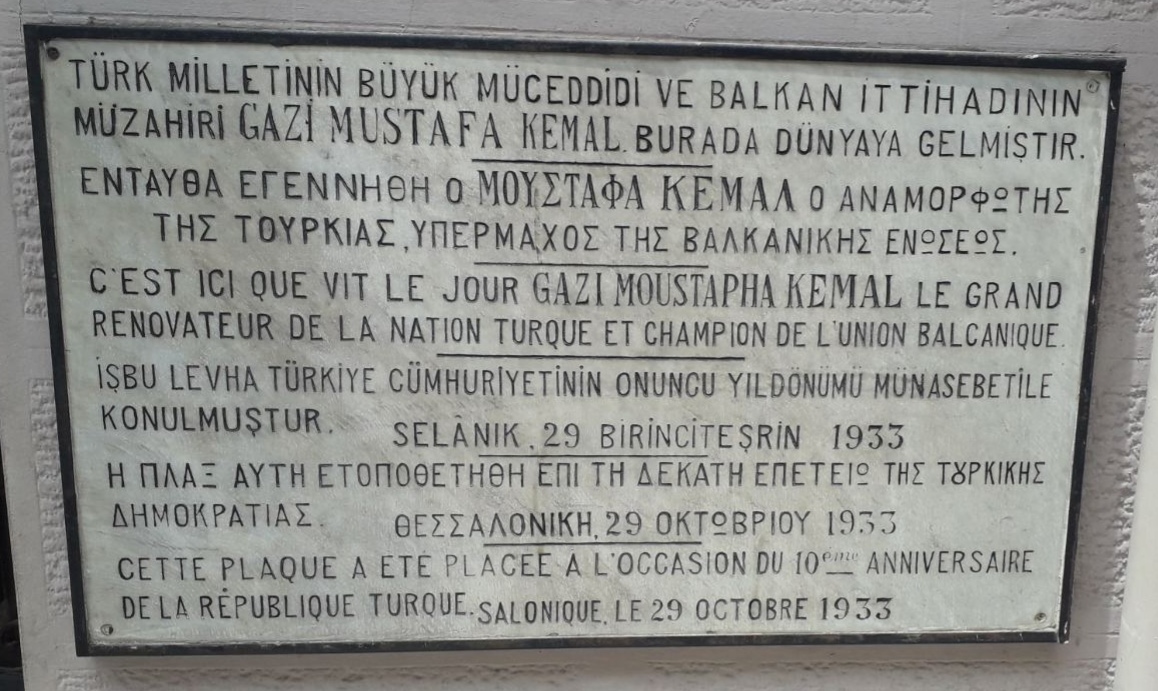 TÜRK MİLLETİNİN BÜYÜK MÜCEDDİDİ VE BALKAN İTTİHADININ
MÜZAHİRİ GAZİ MUSTAFA KEMAL BURADA DÜNYAYA GELMİŞTIR.
ΕΝΤΑΥΘΑ ΕΓΕΝΝΗΘΗ Ο ΜΟΥΣΤΑΦΑ ΚΕΜΑΛ Ο ΑΝΑΜΟΡΦΩΤΗΣ
ΤΗΣ ΤΟΥΡΚΙΑΣ, ΥΠΕΡΜΑΧΟΣ ΤΗΣ ΒΑΛΚΑΝΙΚΗΣ ΕΝΩΣΕΩΣ.
C'EST ICI QUE VIT LE JOUR GAZI MOUSTAPHA KEMAL LE GRAND
RENOVATEUR DE LA NATION TURQUE ET CHAMPION DE L'UNION BALCANIQUE.
İŞBU LEVHA TÜRKİYE CÜMHURİYETİNİN ONUNCU YILDÖNÜMÜ MÜNASEBETİLE
KONULMUŞTUR.
SELÂNIK, 29 BİRİNCİTEŞRİN 1933
Η ΠΛΑΞ ΑΥΤΗ ΕΤΟΠΟΘΕΤΗΘΗ ΕΠΙ ΤΗ ΔΕΚΑΤΗ ΕΠΕΤΕΙΩ ΤΗΣ ΤȢΡΚΙΚΗΣ
ΔΗΜΟΚΡΑΤΙΑΣ.
ΘΕΣΣΑΛΟΝΙΚΗ, 29 ΟΚΤΩΒΡΙΟΥ 1933
CETTE PLAQUE A ETE PLACEE A L'OCCASION DU 10ème ANNIVERSAIRE
DE LA RÉPUBLIQUE TURQUE. SALONIQUE, LE 29 OCTOBRE 1933